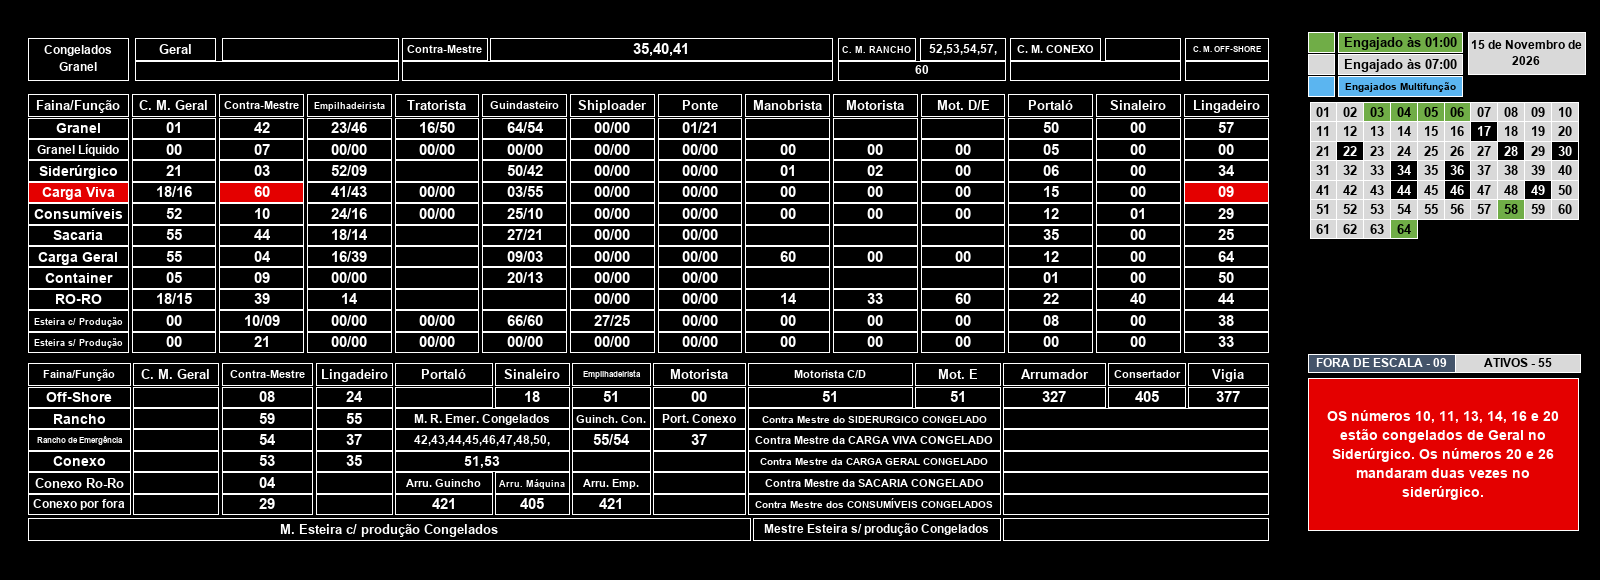 Congelados Granel Geral Contra-Mestre 35,40,41 C. M. RANCHO 52,53,54,57, C. M. CONEXO C. M. OFF-SHORE
60
Faina/Função C. M. Geral Contra-Mestre Empilhadeirista Tratorista Guindasteiro Shiploader Ponte Manobrista Motorista Mot. D/E Portaló Sinaleiro Lingadeiro
Granel 01 42 23/46 16/50 64/54 00/00 01/21 50 00 57
Granel Líquido 00 07 00/00 00/00 00/00 00/00 00/00 00 00 00 05 00 00
Siderúrgico 21 03 52/09 50/42 00/00 00/00 01 02 00 06 00 34
Carga Viva 18/16 60 41/43 00/00 03/55 00/00 00/00 00 00 00 15 00 09
Consumíveis 52 10 24/16 00/00 25/10 00/00 00/00 00 00 00 12 01 29
Sacaria 55 44 18/14 27/21 00/00 00/00 35 00 25
Carga Geral 55 04 16/39 09/03 00/00 00/00 60 00 00 12 00 64
Container 05 09 00/00 20/13 00/00 00/00 01 00 50
RO-RO 18/15 39 14 00/00 00/00 14 33 60 22 40 44
Esteira c/ Produção 00 10/09 00/00 00/00 66/60 27/25 00/00 00 00 00 08 00 38
Esteira s/ Produção 00 21 00/00 00/00 00/00 00/00 00/00 00 00 00 00 00 33
Faina/Função C. M. Geral Contra-Mestre Lingadeiro Portaló Sinaleiro Empilhadeirista Motorista Motorista C/D Mot. E Arrumador Consertador Vigia
Off-Shore 08 24 18 51 00 51 51 327 405 377
Rancho 59 55 M. R. Emer. Congelados Guinch. Con. Port. Conexo Contra Mestre do SIDERURGICO CONGELADO
Rancho de Emergência 54 37 42,43,44,45,46,47,48,50, 55/54 37 Contra Mestre da CARGA VIVA CONGELADO
Conexo 53 35 51,53 Contra Mestre da CARGA GERAL CONGELADO
Conexo Ro-Ro 04 Arru. Guincho Arru. Máquina Arru. Emp. Contra Mestre da SACARIA CONGELADO
Conexo por fora 29 421 405 421 Contra Mestre dos CONSUMÍVEIS CONGELADOS
M. Esteira c/ produção Congelados Mestre Esteira s/ produção Congelados
Engajado às 01:00
Engajado às 07:00
Engajados Multifunção
15 de Novembro de
2026
01 02 03 04 05 06 07 08 09 10
11 12 13 14 15 16 17 18 19 20
21 22 23 24 25 26 27 28 29 30
31 32 33 34 35 36 37 38 39 40
41 42 43 44 45 46 47 48 49 50
51 52 53 54 55 56 57 58 59 60
61 62 63 64
FORA DE ESCALA - 09 ATIVOS - 55
OS números 10, 11, 13, 14, 16 e 20
estão congelados de Geral no
Siderúrgico. Os números 20 e 26
mandaram duas vezes no
siderúrgico.